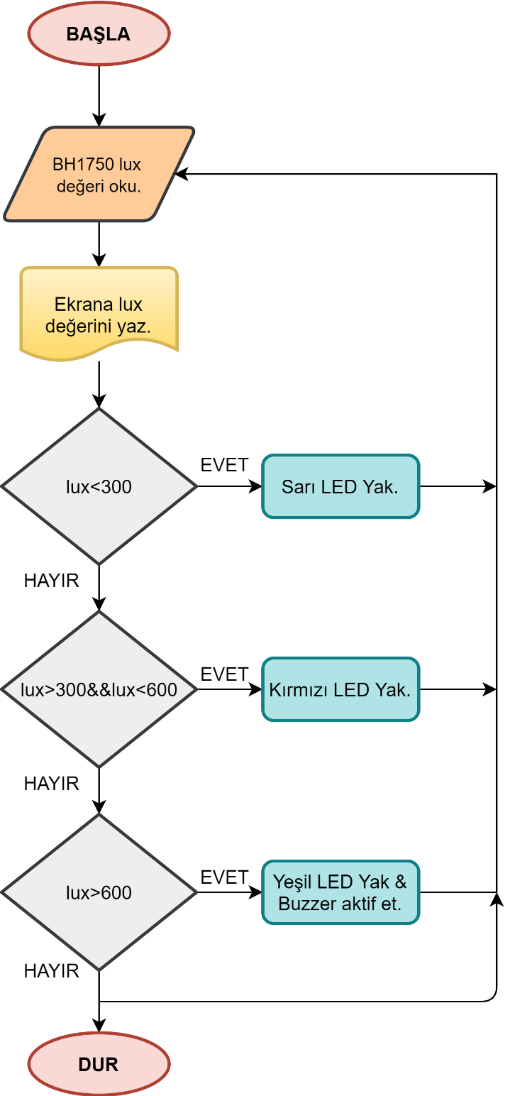 BAŞLA
BH1750 lux
değeri oku.
Ekrana lux
değerini yaz.
lux<300
EVET
Sarı LED Yak.
HAYIR
lux>300&&lux<600
EVET
Kırmızı LED Yak.
HAYIR
lux>600
EVET
Yeşil LED Yak &
Buzzer aktif et.
HAYIR
DUR